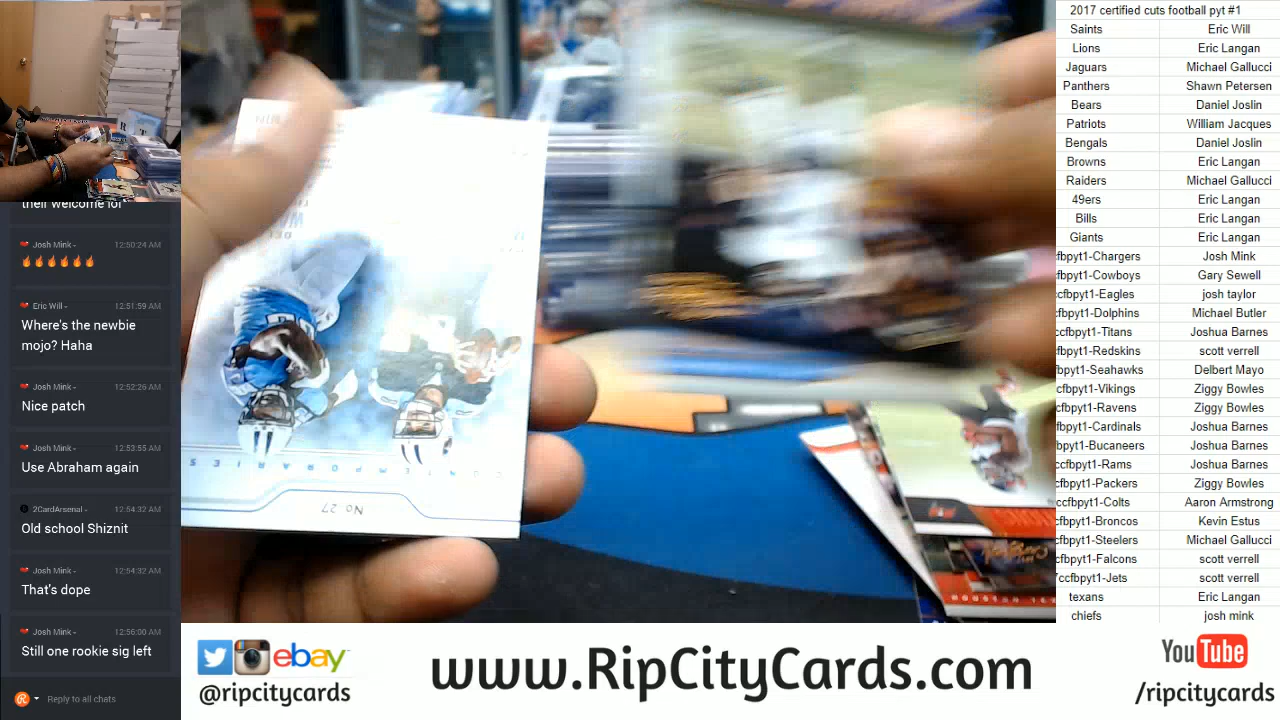 their welcome lol
Josh Mink - 12:50:24 AM
Eric Will - 12:51:59 AM
Where's the newbie
mojo? Haha
Josh Mink - 12:52:26 AM
Nice patch
Josh Mink - 12:53:55 AM
Use Abraham again
2CardArsenal - 12:54:32 AM
Old school Shiznit
Josh Mink - 12:54:32 AM
That's dope
Josh Mink - 12:56:00 AM
Still one rookie sig left
Reply to all chats
CONTEMPORARIES
No. 27
2017 certified cuts football pyt #1
Saints Eric Will
Lions Eric Langan
Jaguars Michael Gallucci
Panthers Shawn Petersen
Bears Daniel Joslin
Patriots William Jacques
Bengals Daniel Joslin
Browns Eric Langan
Raiders Michael Gallucci
49ers Eric Langan
Bills Eric Langan
Giants Eric Langan
cfbpyt1-Chargers Josh Mink
cfbpyt1-Cowboys Gary Sewell
ccfbpyt1-Eagles josh taylor
fbpyt1-Dolphins Michael Butler
ccfbpyt1-Titans Joshua Barnes
fbpyt1-Redskins scott verrell
fbpyt1-Seahawks Delbert Mayo
cfbpyt1-Vikings Ziggy Bowles
cfbpyt1-Ravens Ziggy Bowles
fbpyt1-Cardinals Joshua Barnes
bpyt1-Bucaneers Joshua Barnes
ccfbpyt1-Rams Joshua Barnes
cfbpyt1-Packers Ziggy Bowles
ccfbpyt1-Colts Aaron Armstrong
cfbpyt1-Broncos Kevin Estus
fbpyt1-Steelers Michael Gallucci
cfbpyt1-Falcons scott verrell
ccfbpyt1-Jets scott verrell
texans Eric Langan
chiefs josh mink
ebay
@ripcitycards
www.RipCityCards.com
YouTube
/ripcitycards